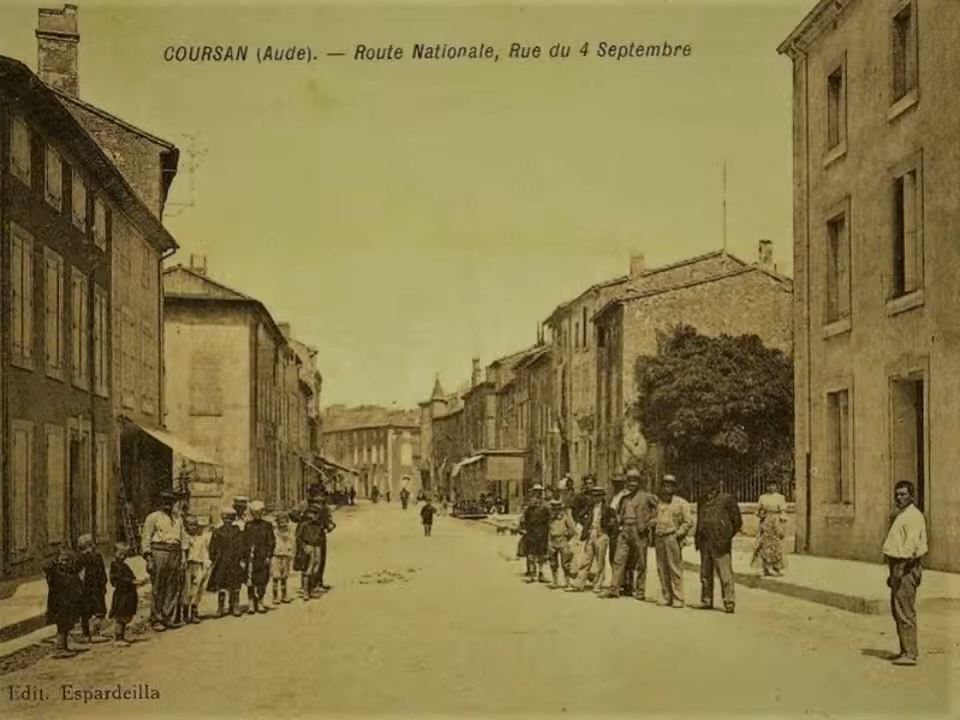 COURSAN (Aude). — Route Nationale, Rue du 4 Septembre
Edit. Espardeilla